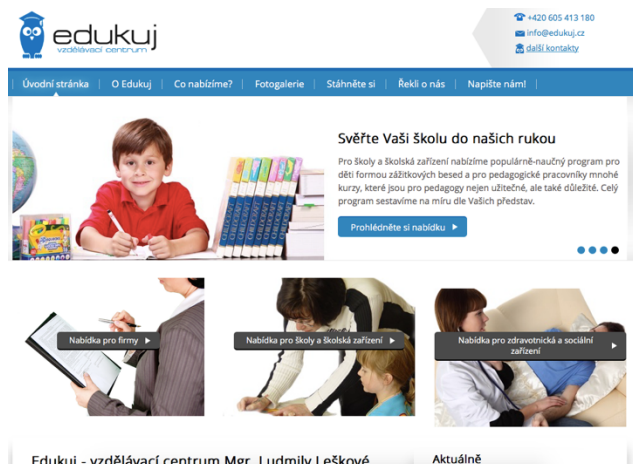 edukuj
vzdělávací centrum
+420 605 413 180
info@edukuj.cz
další kontakty
Úvodní stránka
O Edukuj
Co nabízíme?
Fotogalerie
Stáhněte si
Řekli o nás
Napište nám!
Svěřte Vaši školu do našich rukou
Pro školy a školská zařízení nabízíme populárně-naučný program pro
děti formou zážitkových besed a pro pedagogické pracovníky mnohé
kurzy, které jsou pro pedagogy nejen užitečné, ale také důležité. Celý
program sestavíme na míru dle Vašich představ.
Prohlédněte si nabídku
Nabídka pro firmy
Nabídka pro školy a školská zařízení
Nabídka pro zdravotnická a sociální
zařízení
Edukuj - vzdělávací centrum Mgr. Ludmily Leškové
Aktuálně